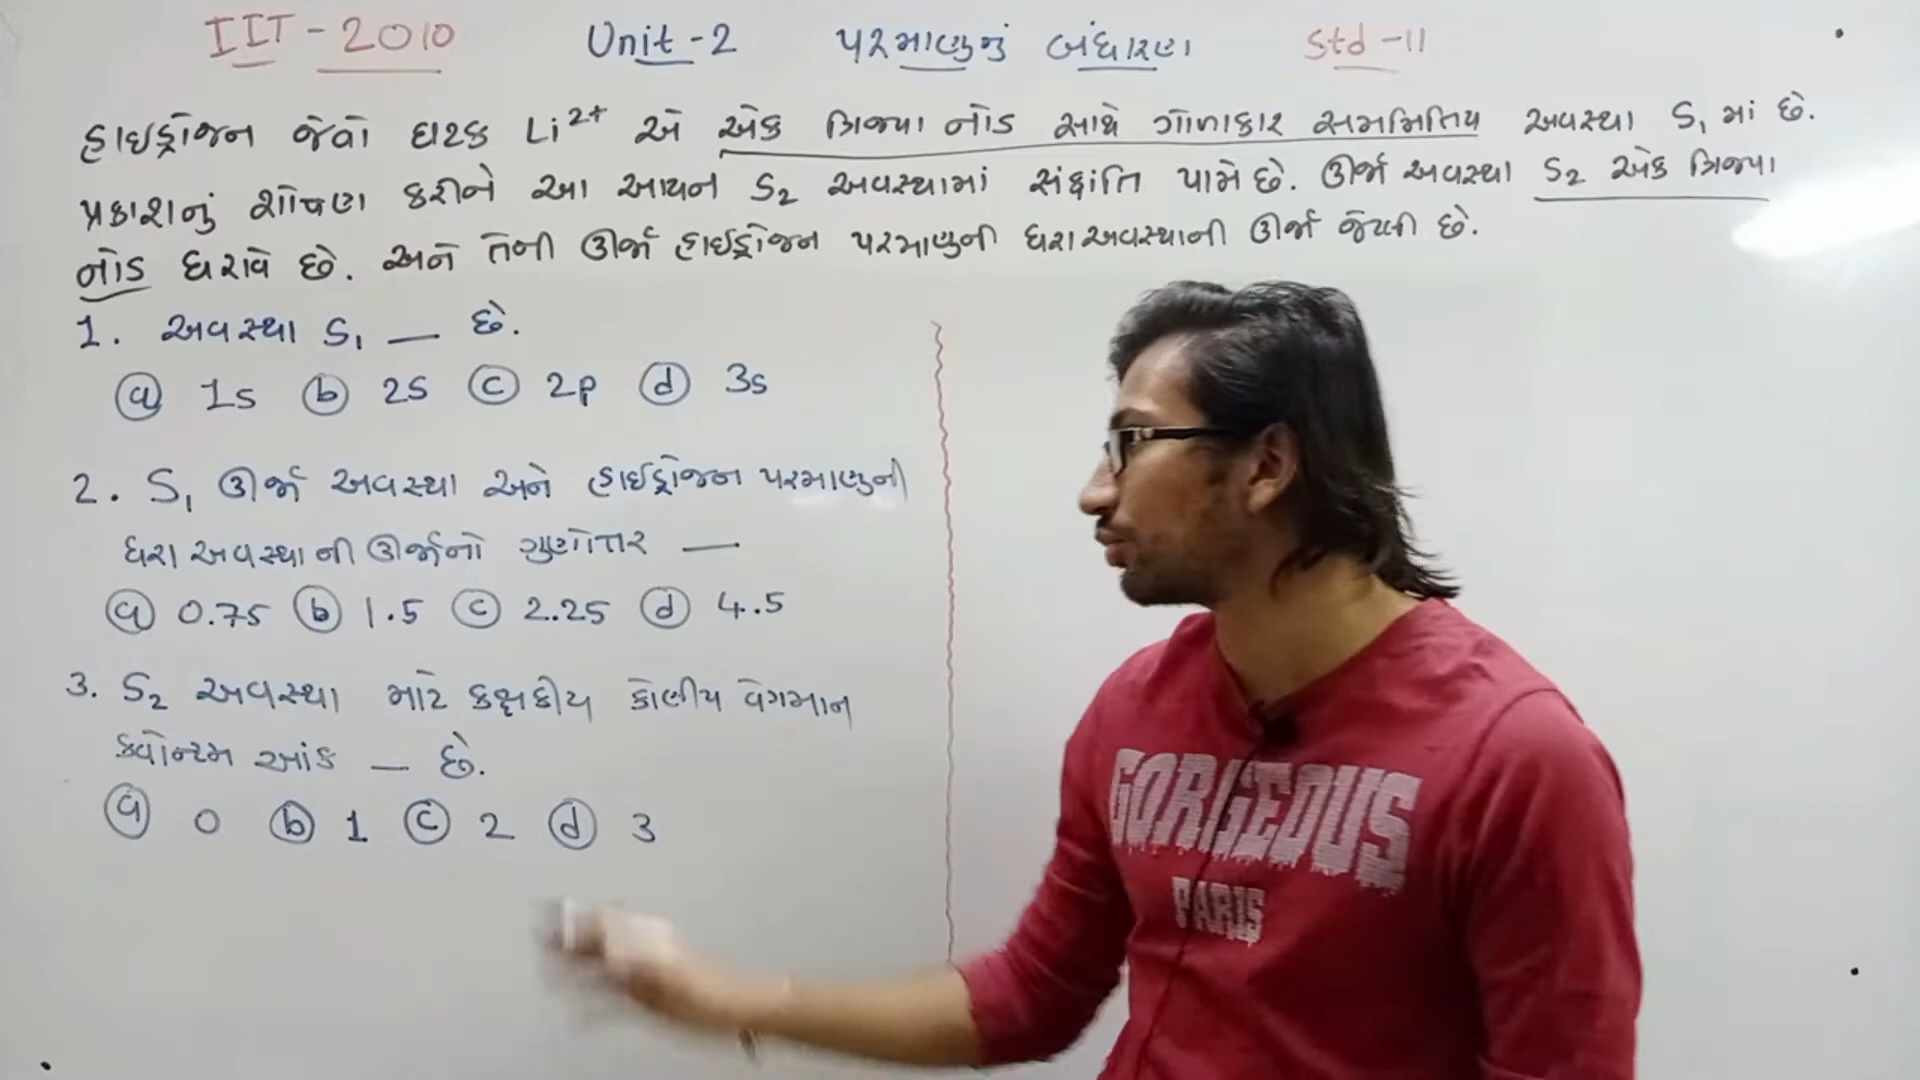 IIT - 2010 Unit - 2 પરમાણુનું બંધારણ Std - 11
હાઇડ્રોજન જેવો ઘટક Li²⁺ એ એક ત્રિજ્યા નોડ સાથે ગોળાકાર સમમિતિય અવસ્થા S₁ માં છે.
પ્રકાશનું શોષણ કરીને આ આયન S₂ અવસ્થામાં સંક્રાંતિ પામે છે. ઊર્જા અવસ્થા S₂ એક ત્રિજ્યા
નોડ ધરાવે છે. અને તેની ઊર્જા હાઇડ્રોજન પરમાણુની ધરાઅવસ્થાની ઊર્જા જેટલી છે.
1. અવસ્થા S₁ — છે.
ⓐ 1s ⓑ 2s ⓒ 2p ⓓ 3s
2. S₁ ઊર્જા અવસ્થા અને હાઈડ્રોજન પરમાણુની
ધરા અવસ્થાની ઊર્જાનો ગુણોત્તર —
ⓐ 0.75 ⓑ 1.5 ⓒ 2.25 ⓓ 4.5
3. S₂ અવસ્થા માટે કક્ષકીય કોણીય વેગમાન
ક્વોન્ટમ આંક — છે.
ⓐ 0 ⓑ 1 ⓒ 2 ⓓ 3
GORGEOUS
PARIS